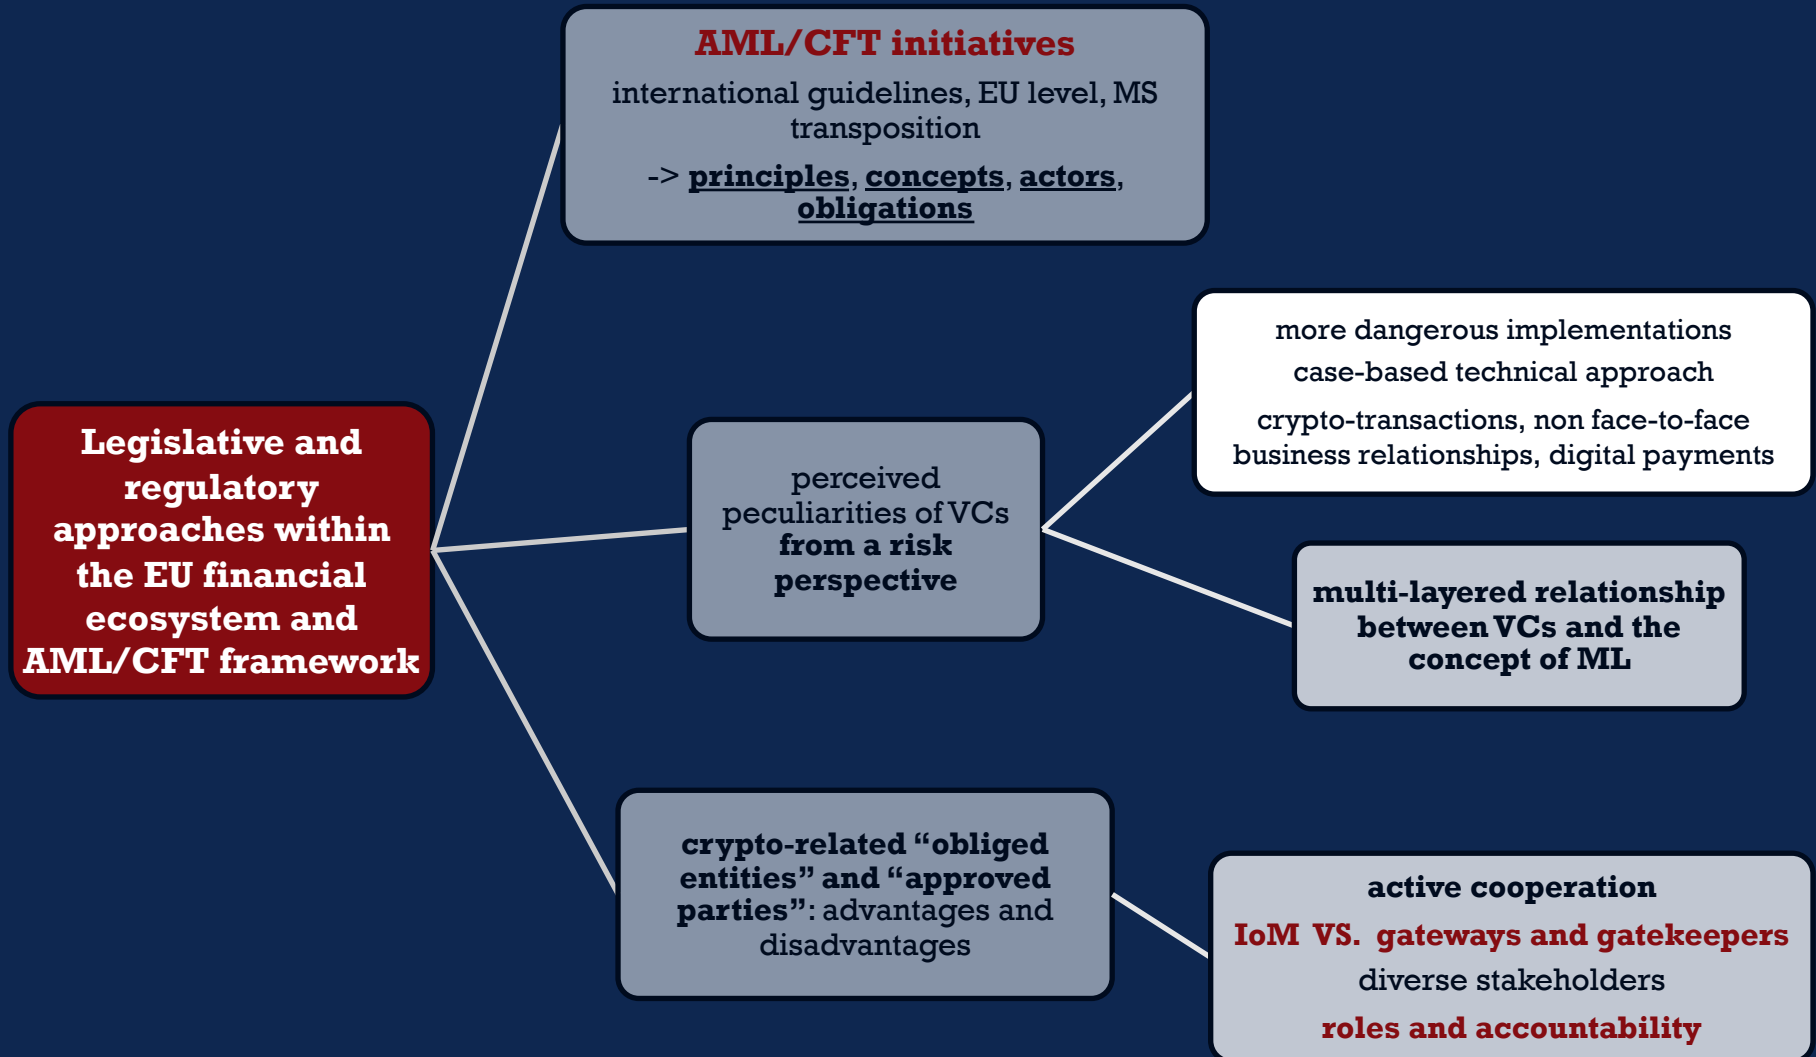 AML/CFT initiatives
international guidelines, EU level, MS
transposition
-> principles, concepts, actors,
obligations
Legislative and
regulatory
approaches within
the EU financial
ecosystem and
AML/CFT framework
perceived
peculiarities of VCs
from a risk
perspective
more dangerous implementations
case-based technical approach
crypto-transactions, non face-to-face
business relationships, digital payments
multi-layered relationship
between VCs and the
concept of ML
crypto-related “obliged
entities” and “approved
parties”: advantages and
disadvantages
active cooperation
IoM VS. gateways and gatekeepers
diverse stakeholders
roles and accountability